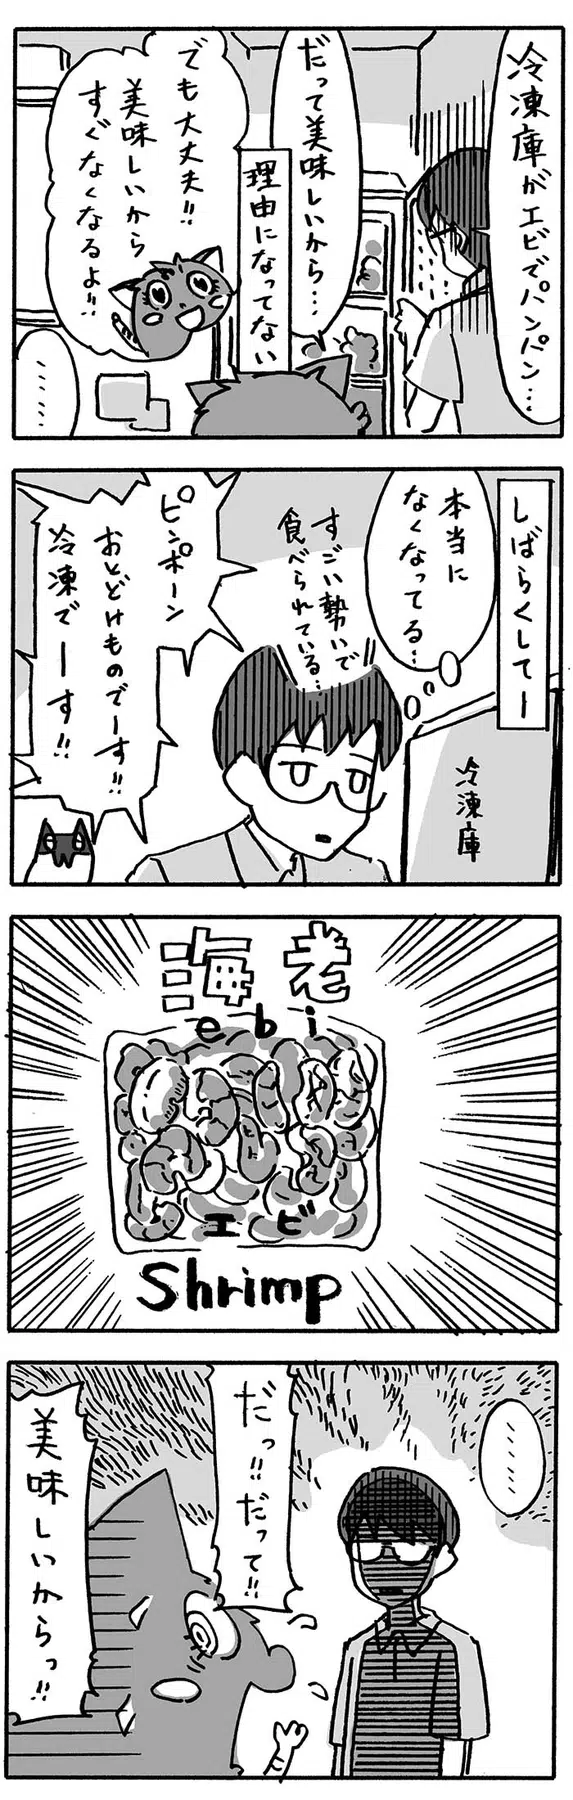 冷凍庫がエビでパンパン…
だって美味しいから…
理由になってない
でも大丈夫!!
美味しいから
すぐなくなるよ!!
……
しばらくしてー
本当に
なくなってる…
すごい勢いで
食べられている…
冷凍庫
ピンポーン
おとどけものでーす!!
冷凍でーす!!
海老
ebi
エビ
Shrimp
……
だっ!!だって!!
美味しいからっ!!